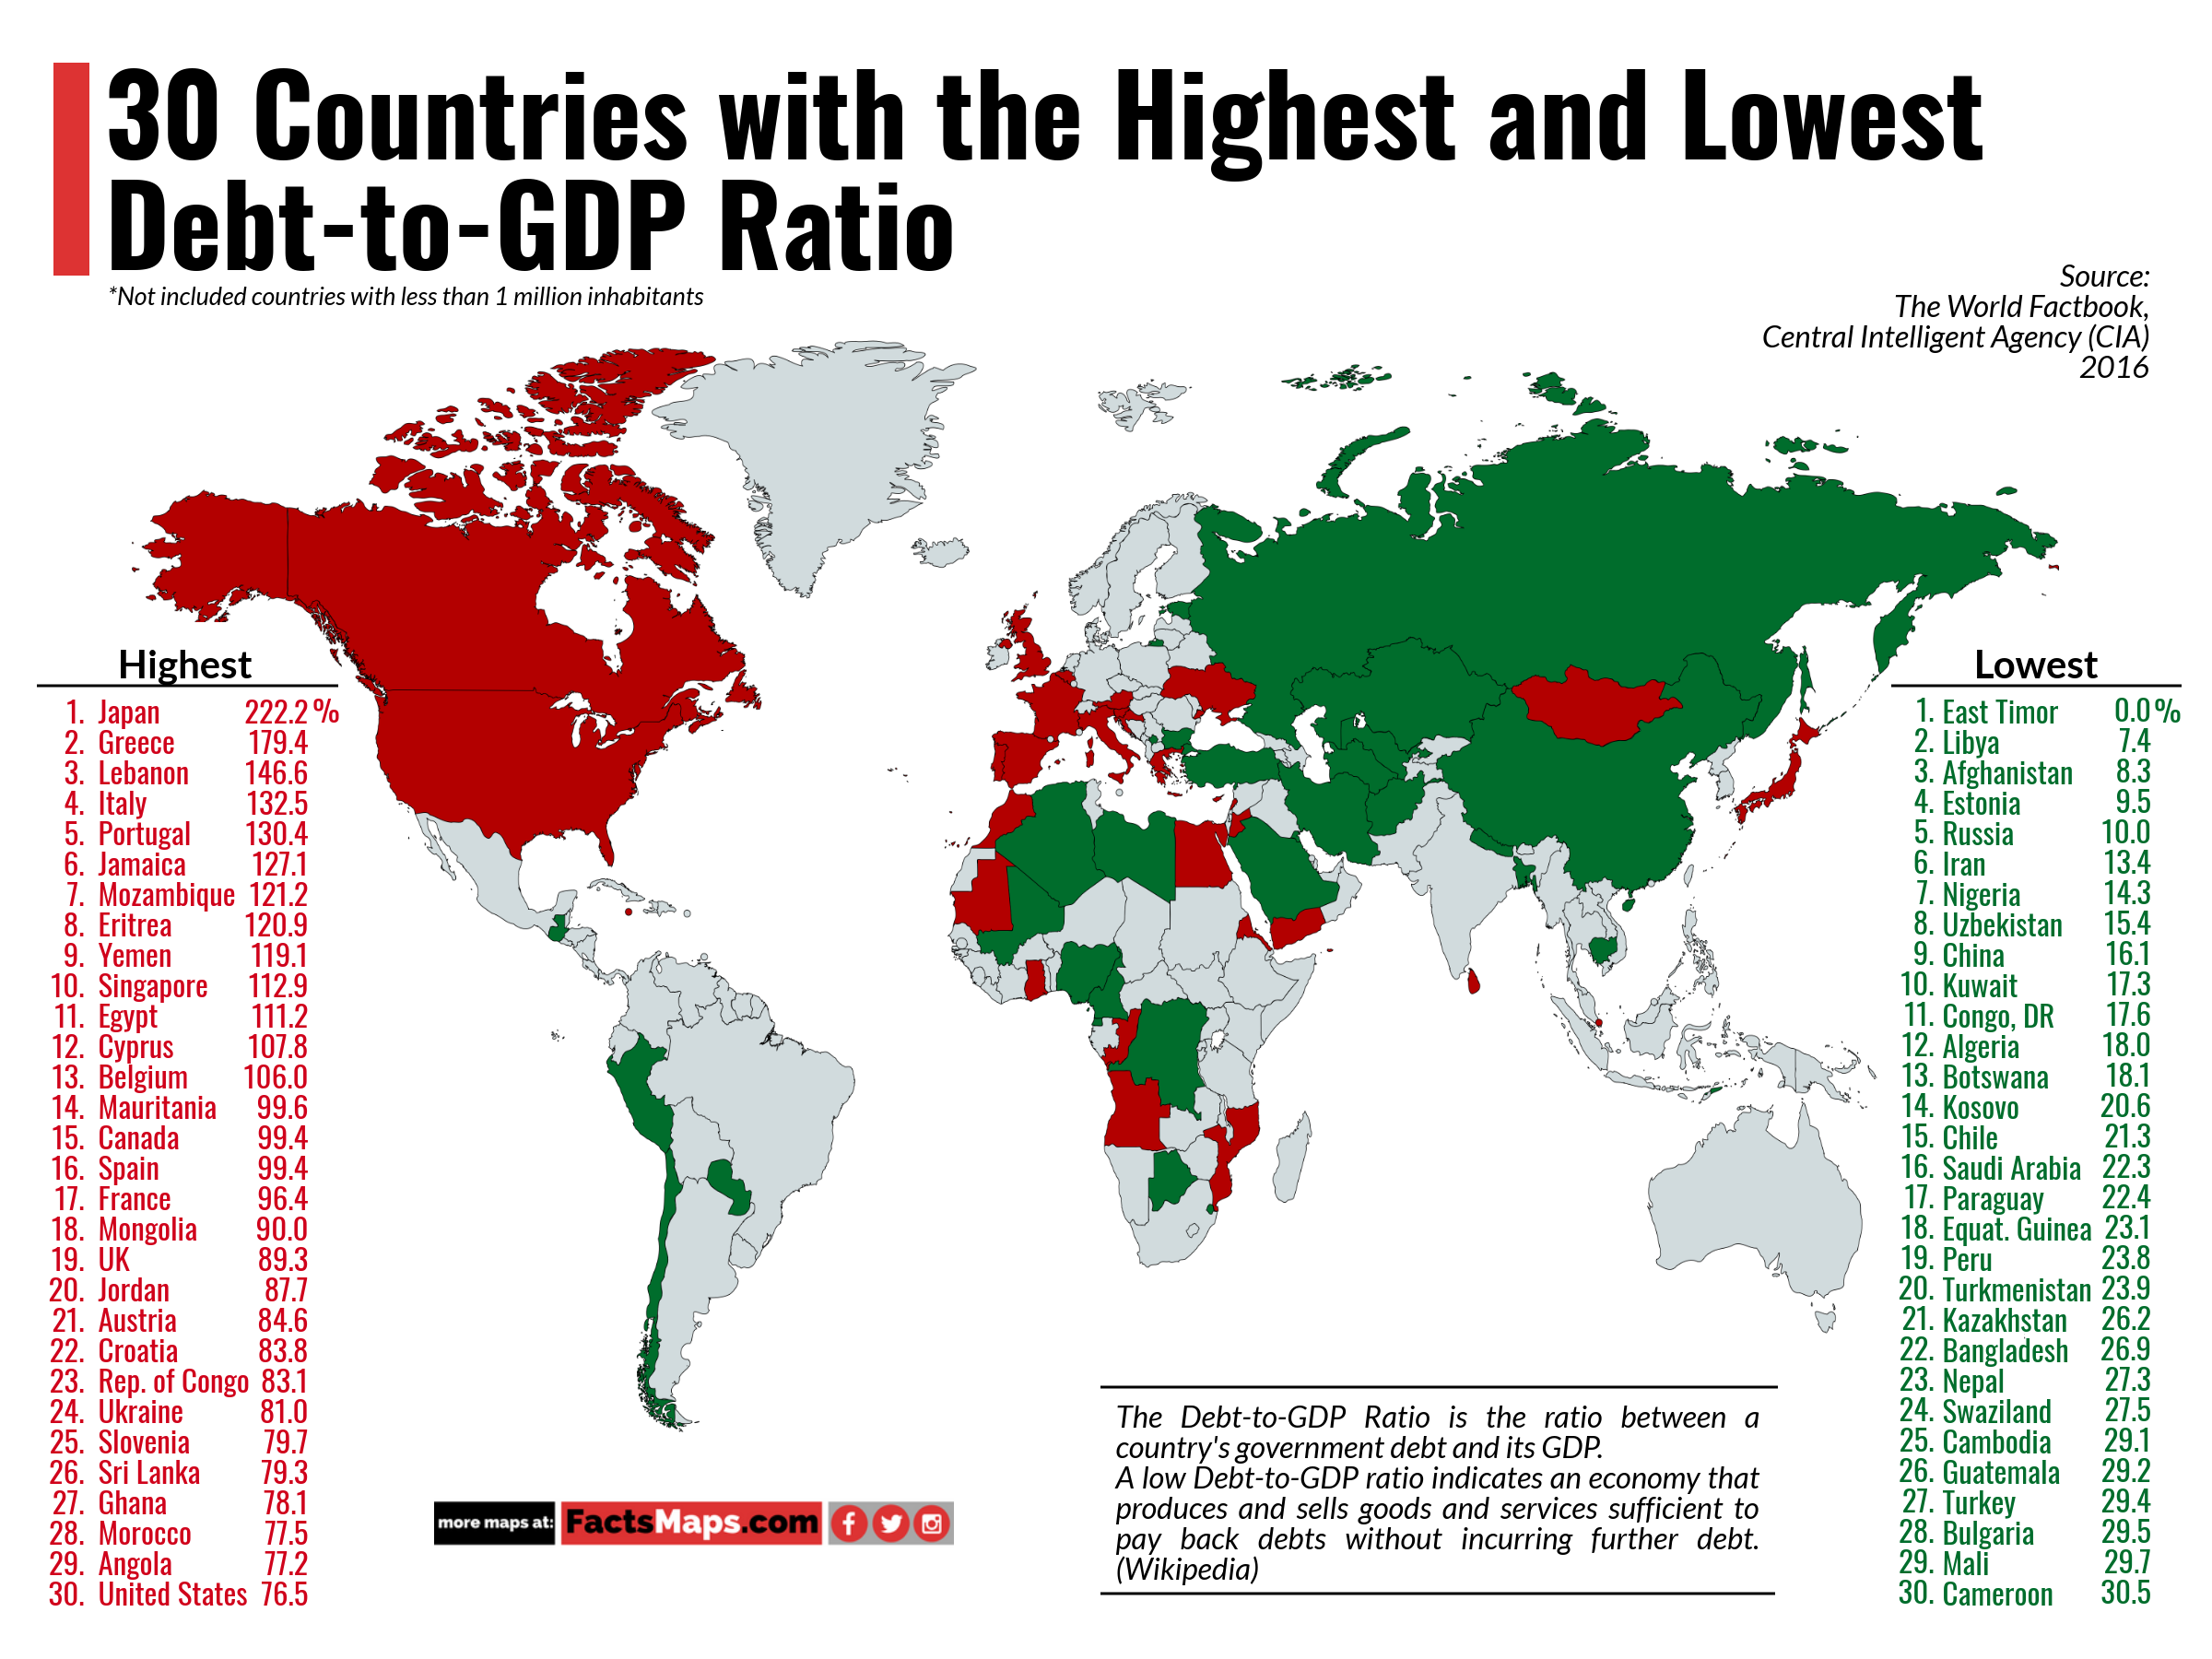 30 Countries with the Highest and Lowest
Debt-to-GDP Ratio
*Not included countries with less than 1 million inhabitants
Source:
The World Factbook,
Central Intelligent Agency (CIA)
2016
Highest
1. Japan 222.2 %
2. Greece 179.4
3. Lebanon 146.6
4. Italy 132.5
5. Portugal 130.4
6. Jamaica 127.1
7. Mozambique 121.2
8. Eritrea 120.9
9. Yemen 119.1
10. Singapore 112.9
11. Egypt 111.2
12. Cyprus 107.8
13. Belgium 106.0
14. Mauritania 99.6
15. Canada 99.4
16. Spain 99.4
17. France 96.4
18. Mongolia 90.0
19. UK 89.3
20. Jordan 87.7
21. Austria 84.6
22. Croatia 83.8
23. Rep. of Congo 83.1
24. Ukraine 81.0
25. Slovenia 79.7
26. Sri Lanka 79.3
27. Ghana 78.1
28. Morocco 77.5
29. Angola 77.2
30. United States 76.5
Lowest
1. East Timor 0.0 %
2. Libya 7.4
3. Afghanistan 8.3
4. Estonia 9.5
5. Russia 10.0
6. Iran 13.4
7. Nigeria 14.3
8. Uzbekistan 15.4
9. China 16.1
10. Kuwait 17.3
11. Congo, DR 17.6
12. Algeria 18.0
13. Botswana 18.1
14. Kosovo 20.6
15. Chile 21.3
16. Saudi Arabia 22.3
17. Paraguay 22.4
18. Equat. Guinea 23.1
19. Peru 23.8
20. Turkmenistan 23.9
21. Kazakhstan 26.2
22. Bangladesh 26.9
23. Nepal 27.3
24. Swaziland 27.5
25. Cambodia 29.1
26. Guatemala 29.2
27. Turkey 29.4
28. Bulgaria 29.5
29. Mali 29.7
30. Cameroon 30.5
The Debt-to-GDP Ratio is the ratio between a
country's government debt and its GDP.
A low Debt-to-GDP ratio indicates an economy that
produces and sells goods and services sufficient to
pay back debts without incurring further debt.
(Wikipedia)
more maps at: FactsMaps.com